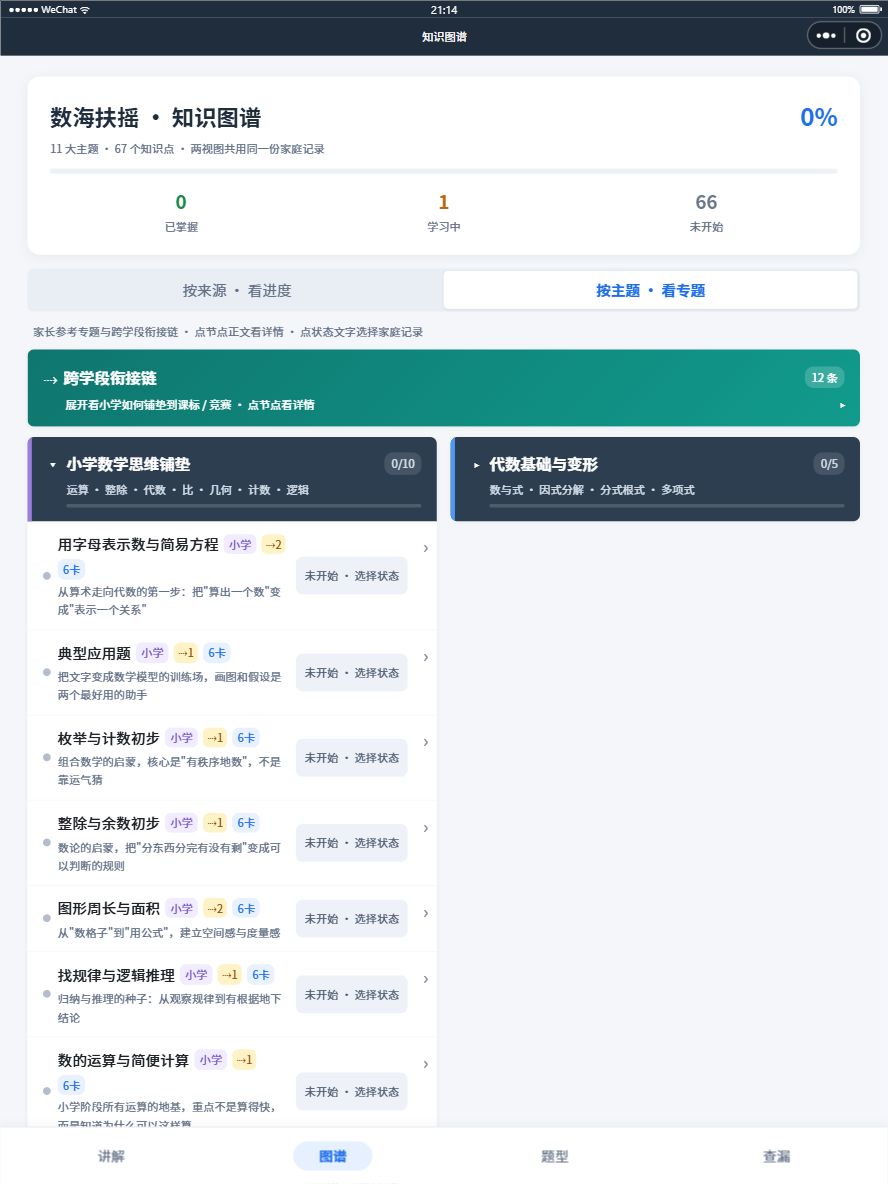 ●●●●● WeChat
21:14
100%
知识图谱
数海扶摇 · 知识图谱
0%
11 大主题 · 67 个知识点 · 两视图共用同一份家庭记录
0
1
66
已掌握
学习中
未开始
按来源 · 看进度
按主题 · 看专题
家长参考专题与跨学段衔接链 · 点节点正文看详情 · 点状态文字选择家庭记录
⇢ 跨学段衔接链
12 条
展开看小学如何铺垫到课标 / 竞赛 · 点节点看详情
▸
▾ 小学数学思维铺垫
0/10
运算 · 整除 · 代数 · 比 · 几何 · 计数 · 逻辑
▸ 代数基础与变形
0/5
数与式 · 因式分解 · 分式根式 · 多项式
用字母表示数与简易方程 小学 ⇢2
6卡
从算术走向代数的第一步：把"算出一个数"变
成"表示一个关系"
未开始 · 选择状态
›
典型应用题 小学 ⇢1 6卡
把文字变成数学模型的训练场，画图和假设是
两个最好用的助手
未开始 · 选择状态
›
枚举与计数初步 小学 ⇢1 6卡
组合数学的启蒙，核心是"有秩序地数"，不是
靠运气猜
未开始 · 选择状态
›
整除与余数初步 小学 ⇢1 6卡
数论的启蒙，把"分东西分完有没有剩"变成可
以判断的规则
未开始 · 选择状态
›
图形周长与面积 小学 ⇢2 6卡
从"数格子"到"用公式"，建立空间感与度量感
未开始 · 选择状态
›
找规律与逻辑推理 小学 ⇢1 6卡
归纳与推理的种子：从观察规律到有根据地下
结论
未开始 · 选择状态
›
数的运算与简便计算 小学 ⇢1
6卡
小学阶段所有运算的地基，重点不是算得快，
而是知道为什么可以这样算
未开始 · 选择状态
›
讲解
图谱
题型
查漏